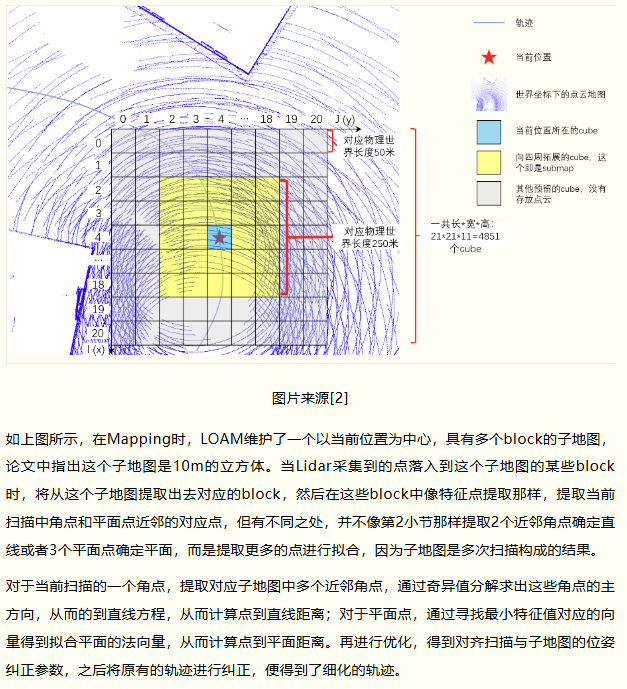 轨迹
当前位置
世界坐标下的点云地图
当前位置所在的cube
向四周拓展的cube，这
个即是submap
其他预留的cube，没有
存放点云
0 1 2 3 4 ... 18 19 20 J (y)
0
1
2
3
4
...
18
19
20
I (x)
对应物理世
界长度50米
对应物理世
界长度250米
一共长*宽*高：
21*21*11=4851
个cube
图片来源[2]
如上图所示，在Mapping时，LOAM维护了一个以当前位置为中心，具有多个block的子地图，
论文中指出这个子地图是10m的立方体。当Lidar采集到的点落入到这个子地图的某些block
时，将从这个子地图提取出去对应的block，然后在这些block中像特征点提取那样，提取当前
扫描中角点和平面点近邻的对应点，但有不同之处，并不像第2小节那样提取2个近邻角点确定直
线或者3个平面点确定平面，而是提取更多的点进行拟合，因为子地图是多次扫描构成的结果。
对于当前扫描的一个角点，提取对应子地图中多个近邻角点，通过奇异值分解求出这些角点的主
方向，从而的到直线方程，从而计算点到直线距离；对于平面点，通过寻找最小特征值对应的向
量得到拟合平面的法向量，从而计算点到平面距离。再进行优化，得到对齐扫描与子地图的位姿
纠正参数，之后将原有的轨迹进行纠正，便得到了细化的轨迹。